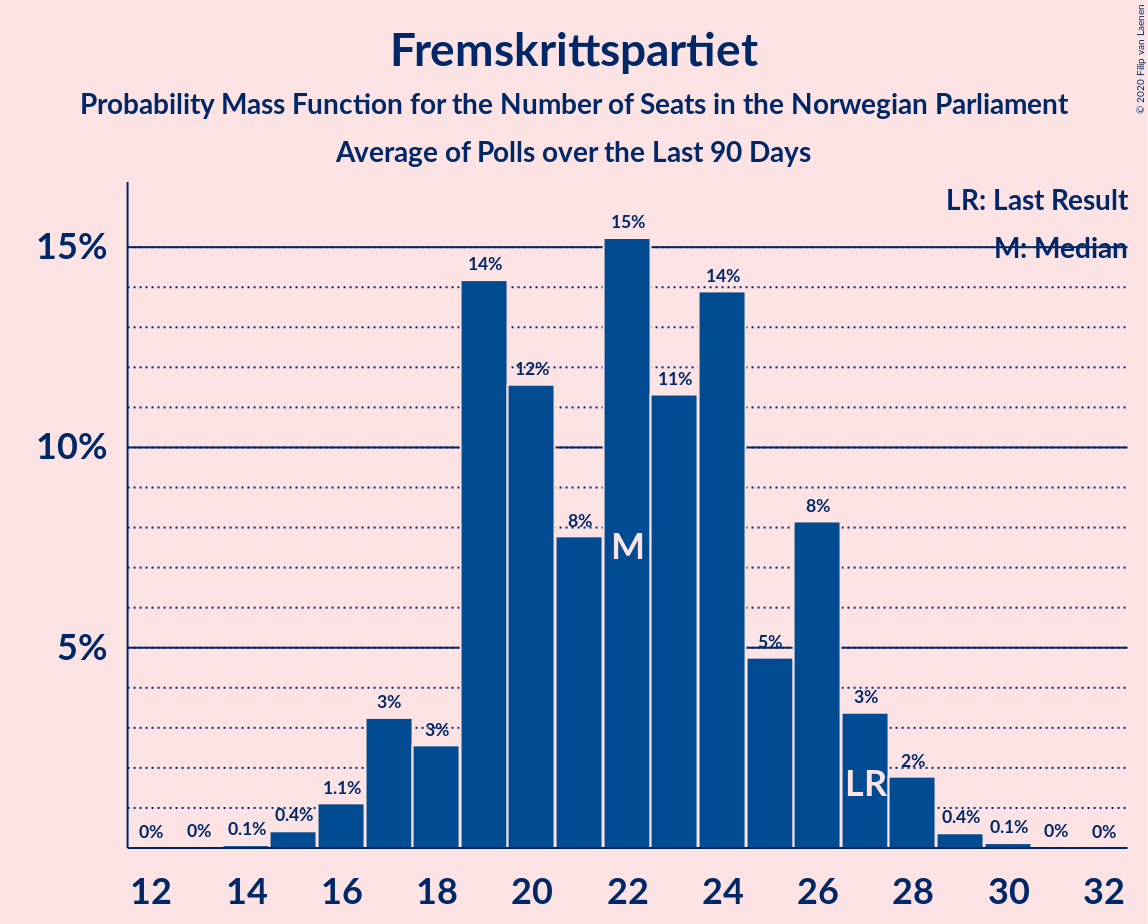 Fremskrittspartiet
Probability Mass Function for the Number of Seats in the Norwegian Parliament
Average of Polls over the Last 90 Days
© 2020 Filip van Laenen
LR: Last Result
M: Median
15%
10%
5%
0%
0%
0.1%
0.4%
1.1%
3%
3%
14%
12%
8%
15%
11%
14%
5%
8%
3%
2%
0.4%
0.1%
0%
0%
M
LR
12 14 16 18 20 22 24 26 28 30 32